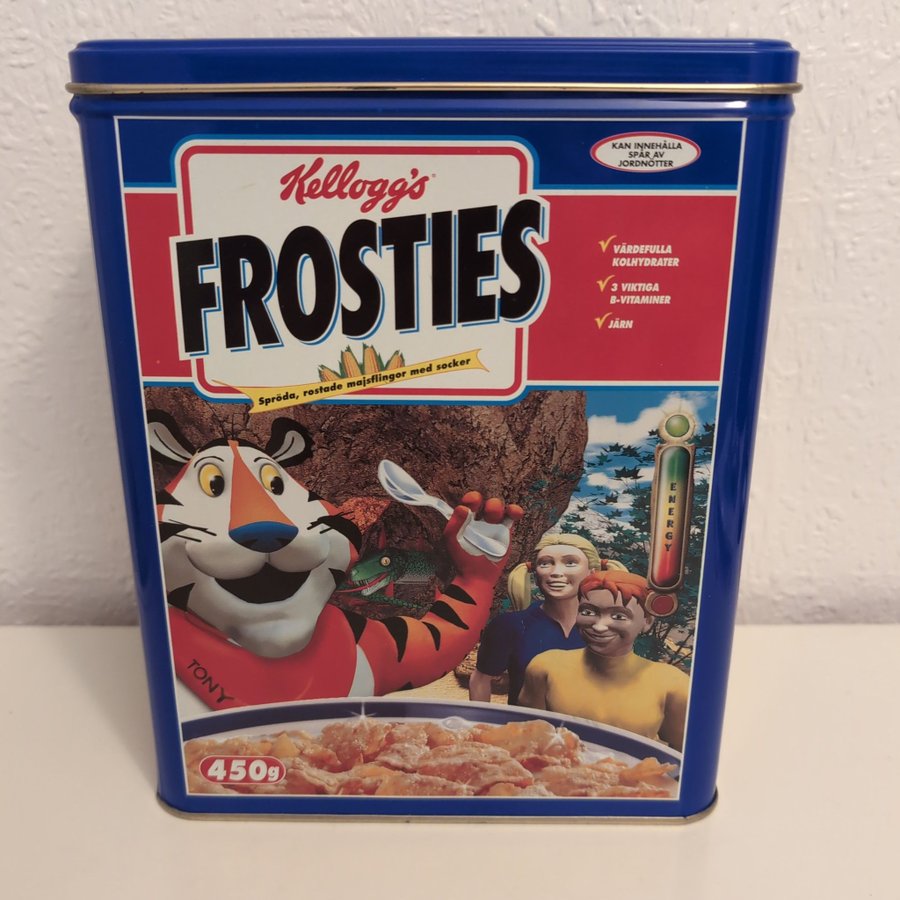 Kellogg's
FROSTIES
Spröda, rostade majsflingor med socker
KAN INNEHÅLLA
SPÅR AV
JORDNÖTTER
VÄRDEFULLA
KOLHYDRATER
3 VIKTIGA
B-VITAMINER
JÄRN
ENERGY
TONY
450g